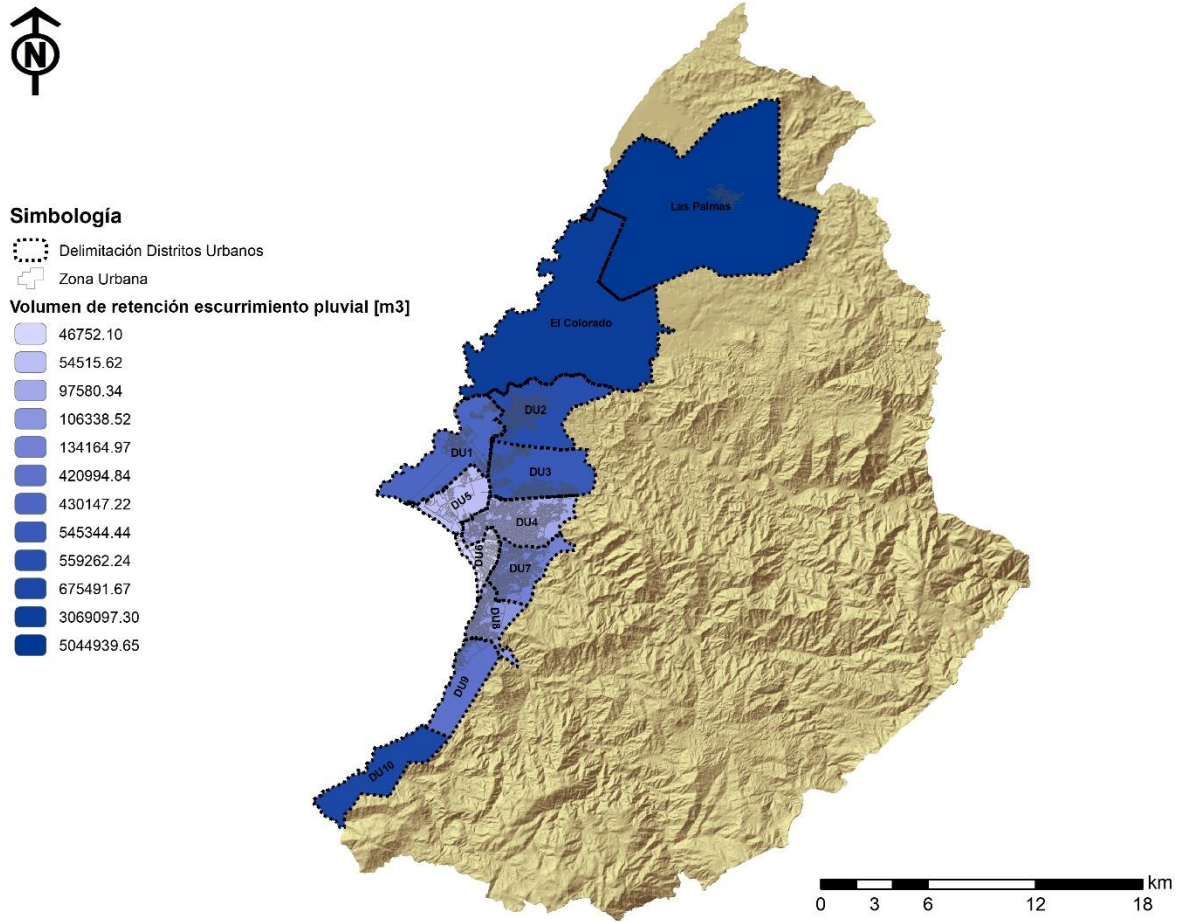 N
Simbología
Delimitación Distritos Urbanos
Zona Urbana
Volumen de retención escurrimiento pluvial [m3]
46752.10
54515.62
97580.34
106338.52
134164.97
420994.84
430147.22
545344.44
559262.24
675491.67
3069097.30
5044939.65
Las Palmas
El Colorado
DU2
DU1
DU3
DU5
DU4
DU6
DU7
DU8
DU9
DU10
km
0 3 6 12 18